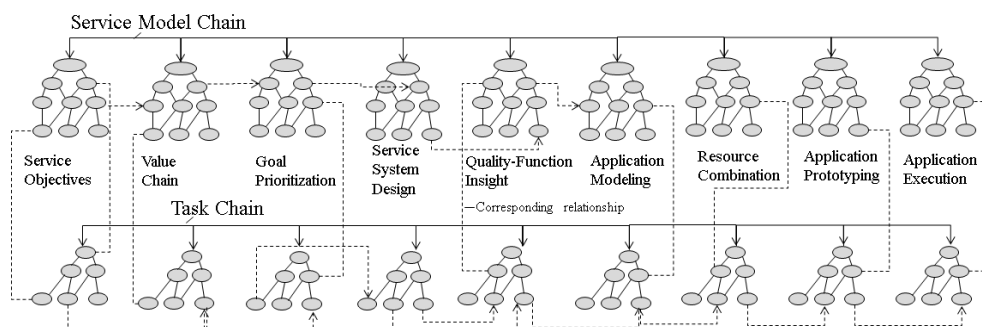 Service Model Chain
Service
Objectives
Value
Chain
Goal
Prioritization
Service
System
Design
Quality-Function
Insight
Application
Modeling
Resource
Combination
Application
Prototyping
Application
Execution
—Corresponding relationship
Task Chain